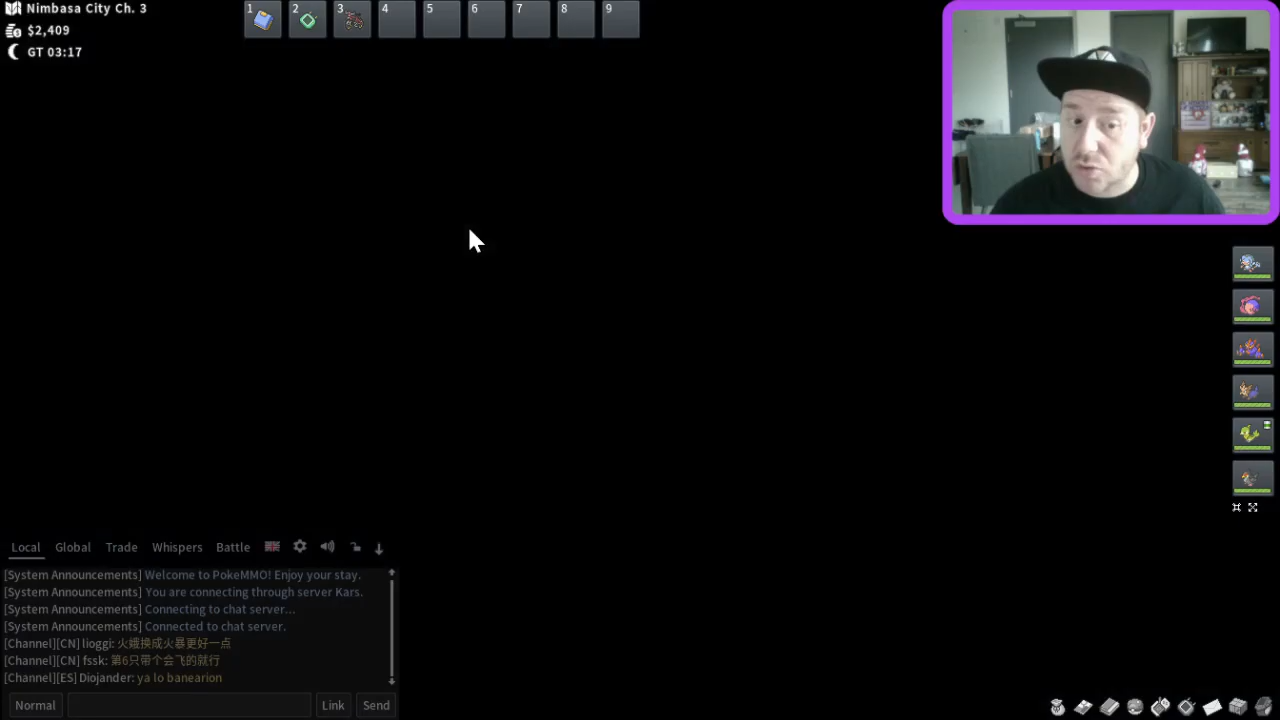 Nimbasa City Ch. 3
$2,409
GT 03:17
1 2 3 4 5 6 7 8 9
Local Global Trade Whispers Battle
[System Announcements] Welcome to PokeMMO! Enjoy your stay.
[System Announcements] You are connecting through server Kars.
[System Announcements] Connecting to chat server...
[System Announcements] Connected to chat server.
[Channel][CN] lioggi: 火蛾换成火暴更好一点
[Channel][CN] fssk: 第6只带个会飞的就行
[Channel][ES] Diojander: ya lo banearion
Normal Link Send